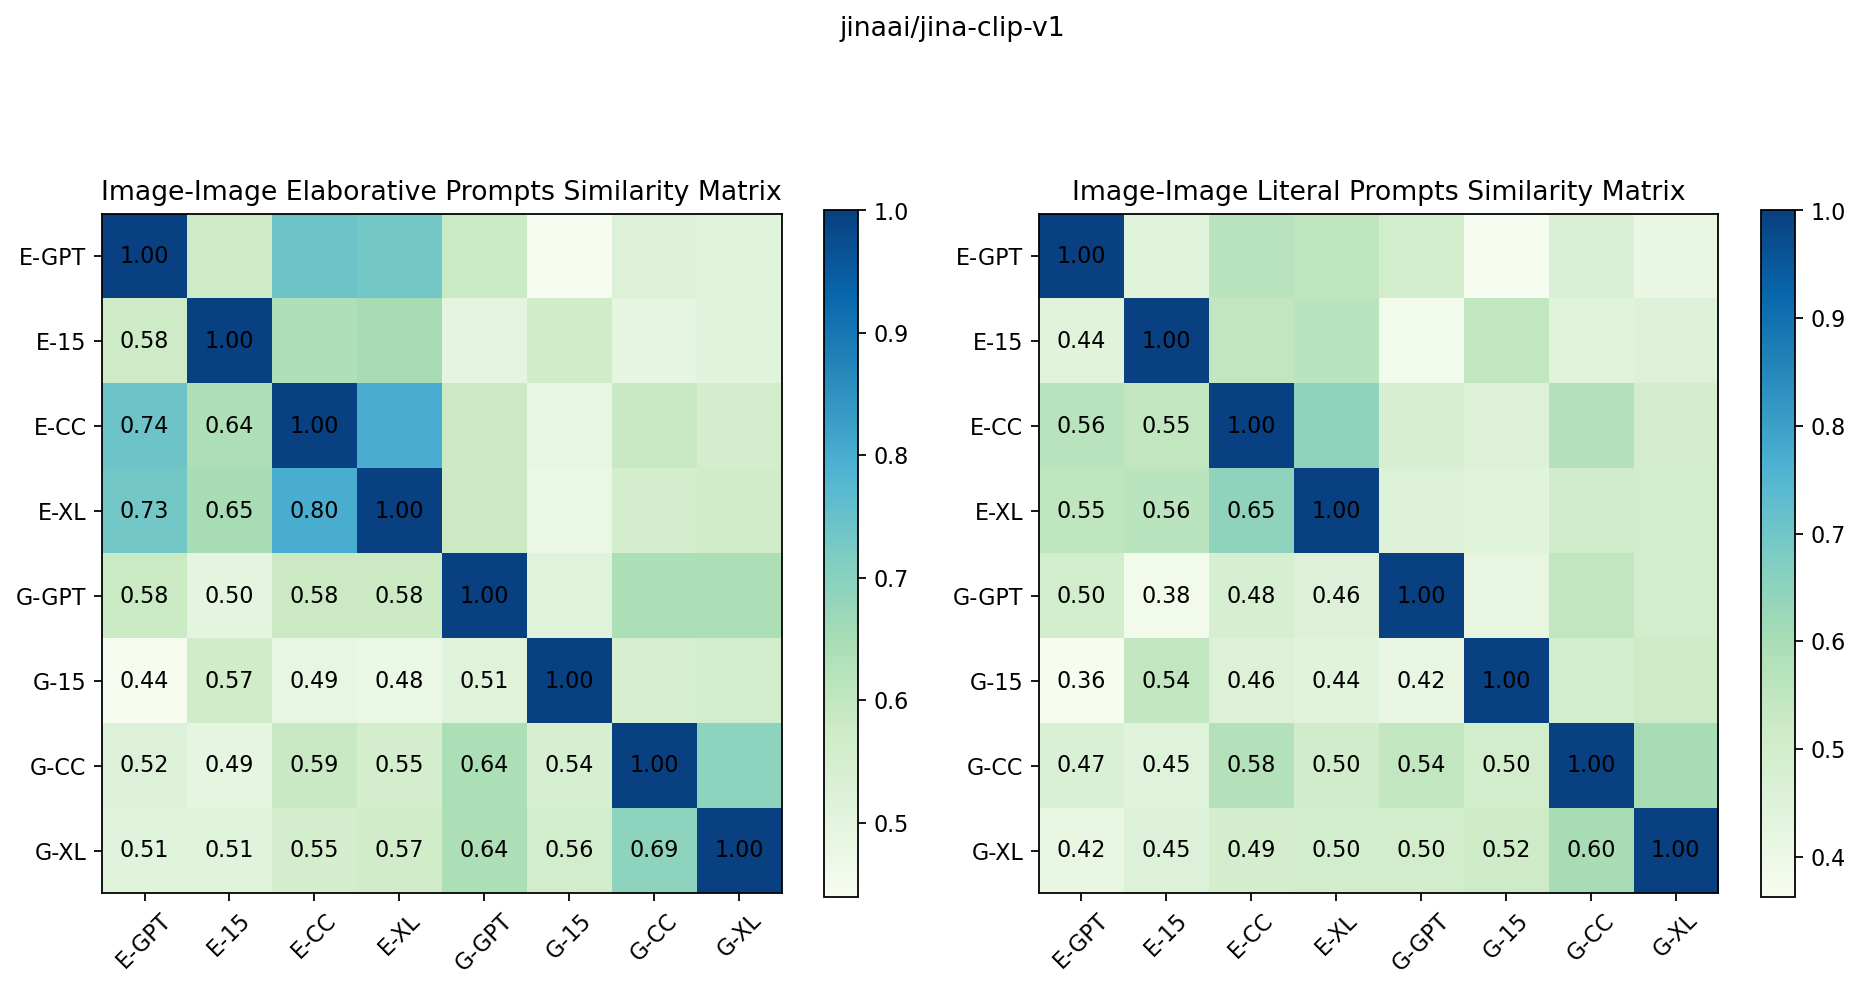 jinaai/jina-clip-v1
Image-Image Elaborative Prompts Similarity Matrix
E-GPT 1.00
E-15 0.58 1.00
E-CC 0.74 0.64 1.00
E-XL 0.73 0.65 0.80 1.00
G-GPT 0.58 0.50 0.58 0.58 1.00
G-15 0.44 0.57 0.49 0.48 0.51 1.00
G-CC 0.52 0.49 0.59 0.55 0.64 0.54 1.00
G-XL 0.51 0.51 0.55 0.57 0.64 0.56 0.69 1.00
E-GPT E-15 E-CC E-XL G-GPT G-15 G-CC G-XL
1.0
0.9
0.8
0.7
0.6
0.5
Image-Image Literal Prompts Similarity Matrix
E-GPT 1.00
E-15 0.44 1.00
E-CC 0.56 0.55 1.00
E-XL 0.55 0.56 0.65 1.00
G-GPT 0.50 0.38 0.48 0.46 1.00
G-15 0.36 0.54 0.46 0.44 0.42 1.00
G-CC 0.47 0.45 0.58 0.50 0.54 0.50 1.00
G-XL 0.42 0.45 0.49 0.50 0.50 0.52 0.60 1.00
E-GPT E-15 E-CC E-XL G-GPT G-15 G-CC G-XL
1.0
0.9
0.8
0.7
0.6
0.5
0.4